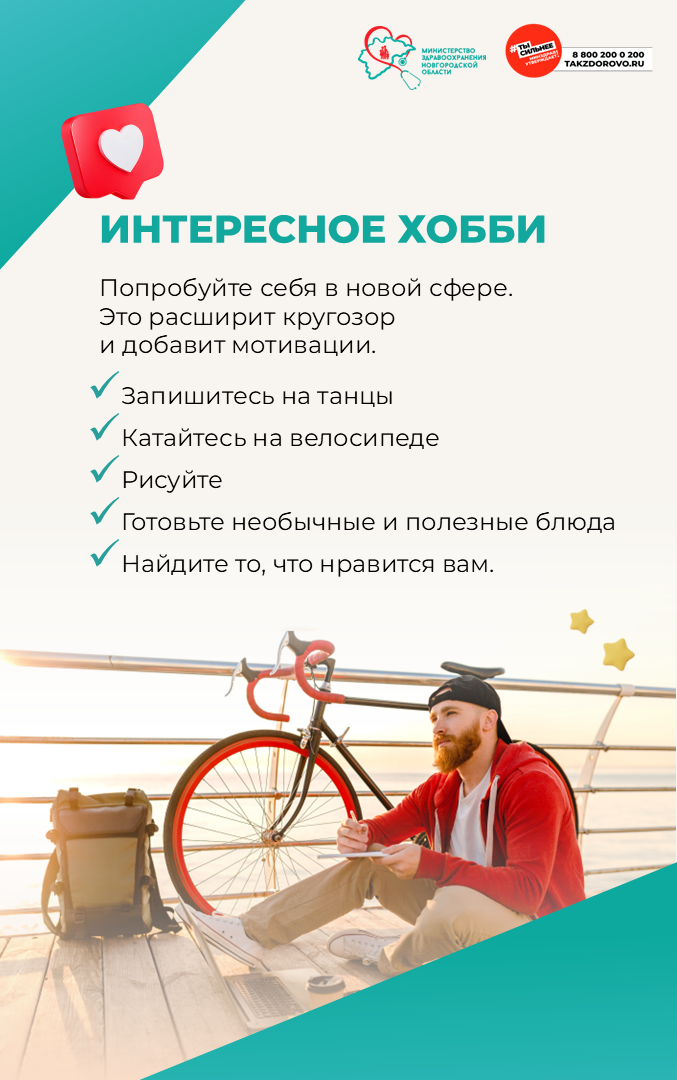 МИНИСТЕРСТВО
ЗДРАВООХРАНЕНИЯ
НОВГОРОДСКОЙ
ОБЛАСТИ
#ТЫ
СИЛЬНЕЕ
МИНЗДРАВ
УТВЕРЖДАЕТ!
8 800 200 0 200
TAKZDOROVO.RU
ИНТЕРЕСНОЕ ХОББИ
Попробуйте себя в новой сфере.
Это расширит кругозор
и добавит мотивации.
Запишитесь на танцы
Катайтесь на велосипеде
Рисуйте
Готовьте необычные и полезные блюда
Найдите то, что нравится вам.